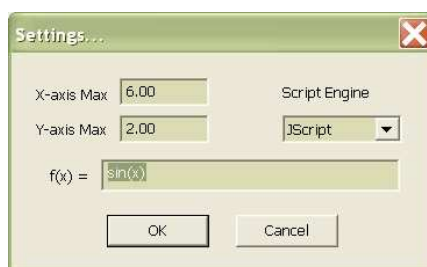 Settings...
X-axis Max 6.00 Script Engine
Y-axis Max 2.00 JScript
f(x) = sin(x)
OK Cancel